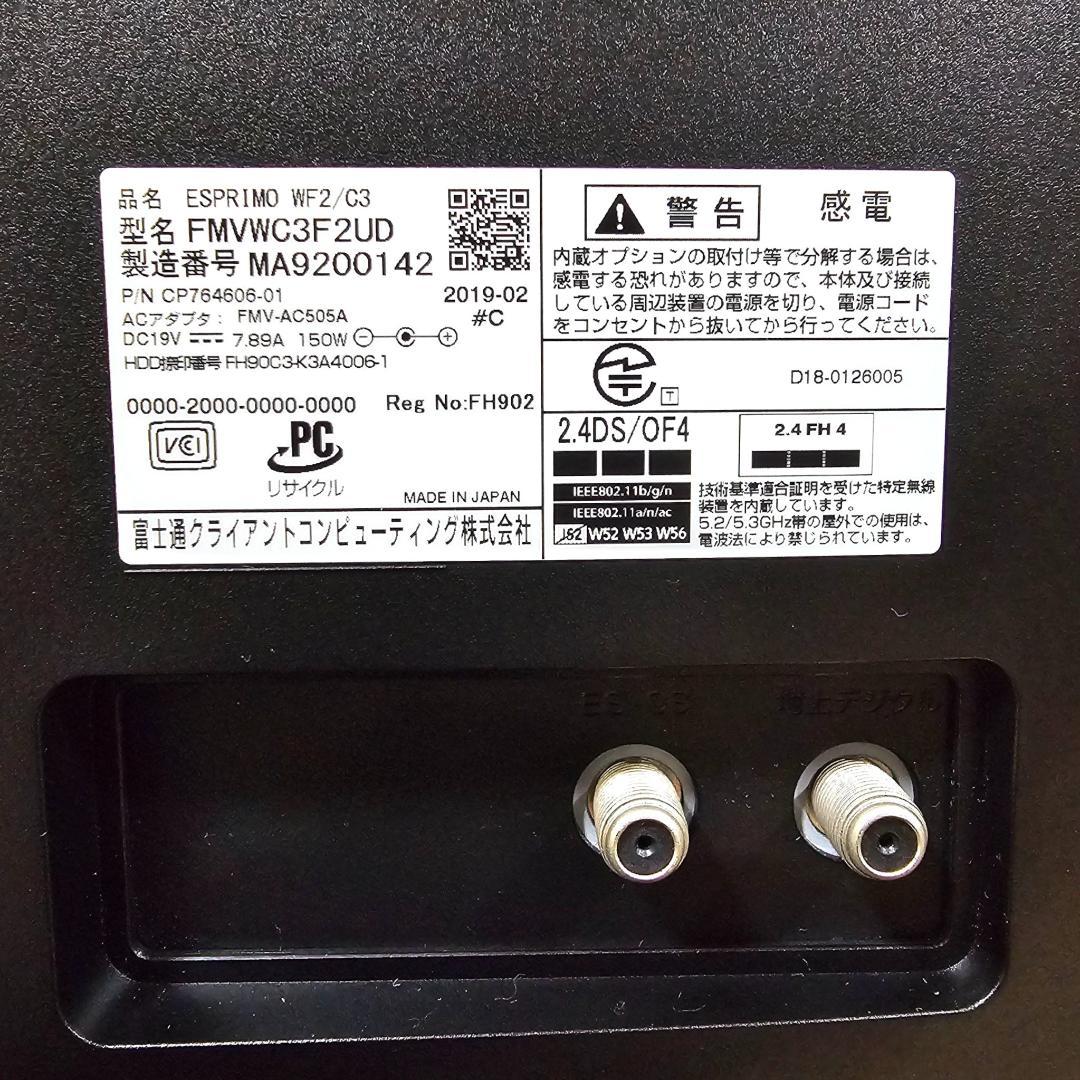 品名 ESPRIMO WF2/C3
型名 FMVWC3F2UD
製造番号 MA9200142
P/N CP764606-01 2019-02
ACアダプタ: FMV-AC505A #C
DC19V 7.89A 150W
HDD捺印番号 FH90C3-K3A4006-1
0000-2000-0000-0000 Reg No:FH902
VCI
PC
リサイクル
MADE IN JAPAN
富士通クライアントコンピューティング株式会社
警告 感電
内蔵オプションの取付け等で分解する場合は、
感電する恐れがありますので、本体及び接続
している周辺装置の電源を切り、電源コード
をコンセントから抜いてから行ってください。
T D18-0126005
2.4DS/OF4
2.4 FH 4
IEEE802.11b/g/n
IEEE802.11a/n/ac
J52 W52 W53 W56
技術基準適合証明を受けた特定無線
装置を内蔵しています。
5.2/5.3GHz帯の屋外での使用は、
電波法により禁じられています。
BS・CS 地上デジタル